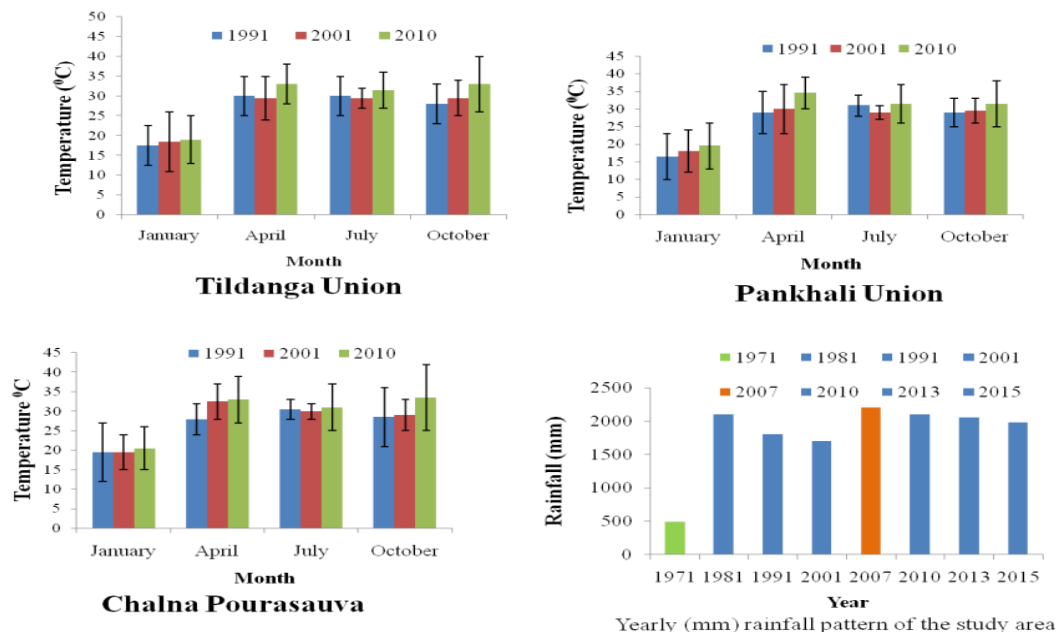 50
45
40
35
30
25
20
15
10
5
0
Temperature (⁰C)
1991 2001 2010
January April July October
Month
Tildanga Union
45
40
35
30
25
20
15
10
5
0
Temperature (⁰C)
1991 2001 2010
January April July October
Month
Pankhali Union
45
40
35
30
25
20
15
10
5
0
Temperature ⁰C
1991 2001 2010
January April July October
Month
Chalna Pourasauva
1971 1981 1991 2001
2007 2010 2013 2015
2500
2000
1500
1000
500
0
Rainfall (mm)
1971 1981 1991 2001 2007 2010 2013 2015
Year
Yearly (mm) rainfall pattern of the study area